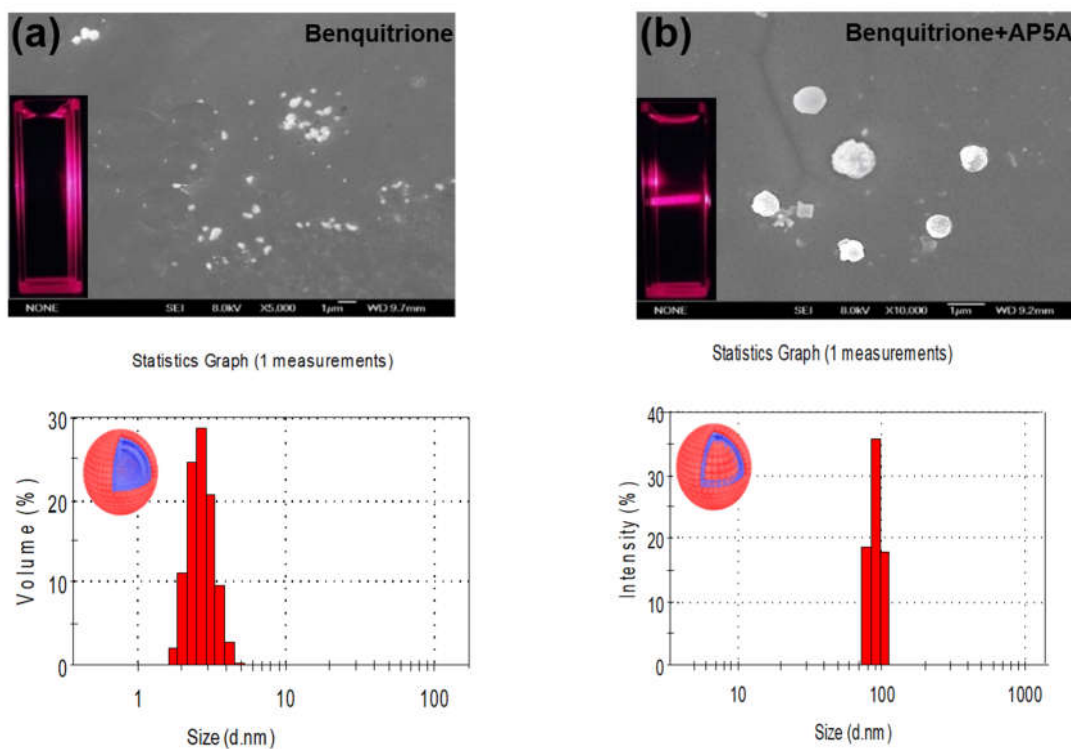 (a)
Benquitrione
NONE SEI 8.0kV X5,000 1μm WD 9.7mm
(b)
Benquitrione+AP5A
NONE SEI 8.0kV X10,000 1μm WD 9.2mm
Statistics Graph (1 measurements)
30
20
10
0
Volume (%)
1 10 100
Size (d.nm)
Statistics Graph (1 measurements)
40
30
20
10
0
Intensity (%)
10 100 1000
Size (d.nm)